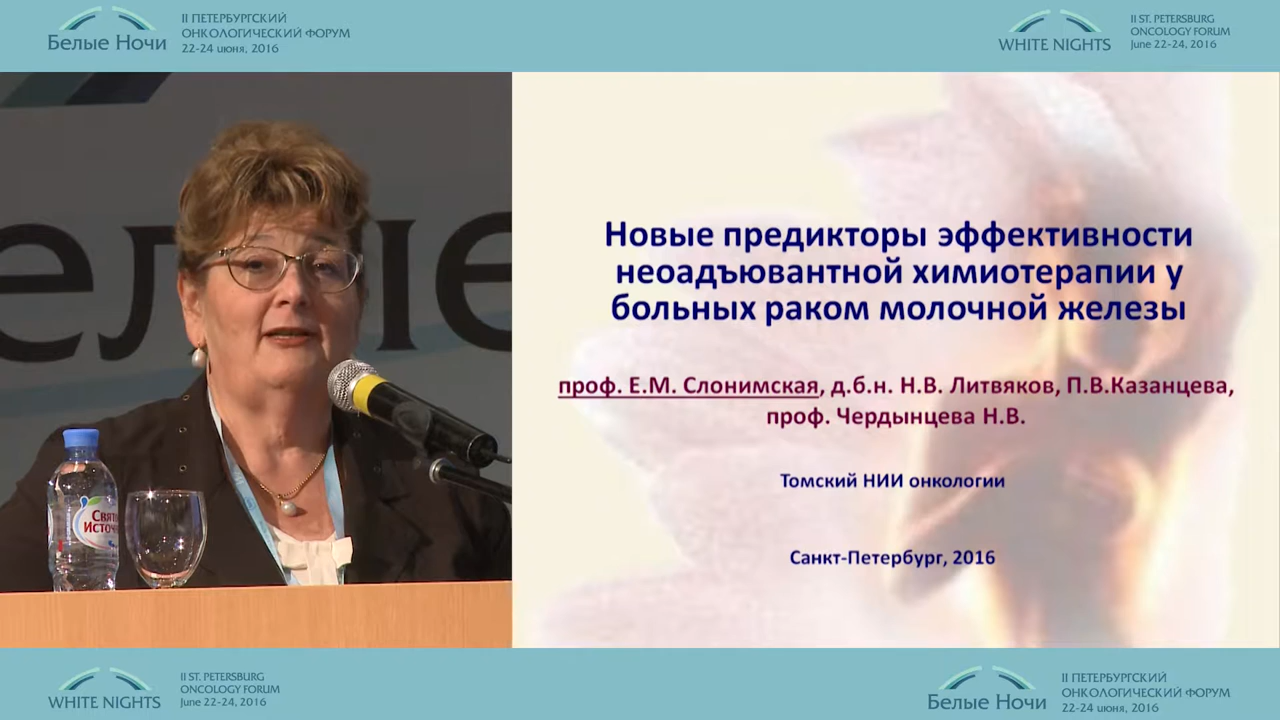 Белые Ночи
II ПЕТЕРБУРГСКИЙ
ОНКОЛОГИЧЕСКИЙ ФОРУМ
22-24 июня, 2016
WHITE NIGHTS
II ST. PETERSBURG
ONCOLOGY FORUM
June 22-24, 2016
Новые предикторы эффективности
неоадъювантной химиотерапии у
больных раком молочной железы
проф. Е.М. Слонимская, д.б.н. Н.В. Литвяков, П.В.Казанцева,
проф. Чердынцева Н.В.
Томский НИИ онкологии
Санкт-Петербург, 2016
WHITE NIGHTS
II ST. PETERSBURG
ONCOLOGY FORUM
June 22-24, 2016
Белые Ночи
II ПЕТЕРБУРГСКИЙ
ОНКОЛОГИЧЕСКИЙ ФОРУМ
22-24 июня, 2016